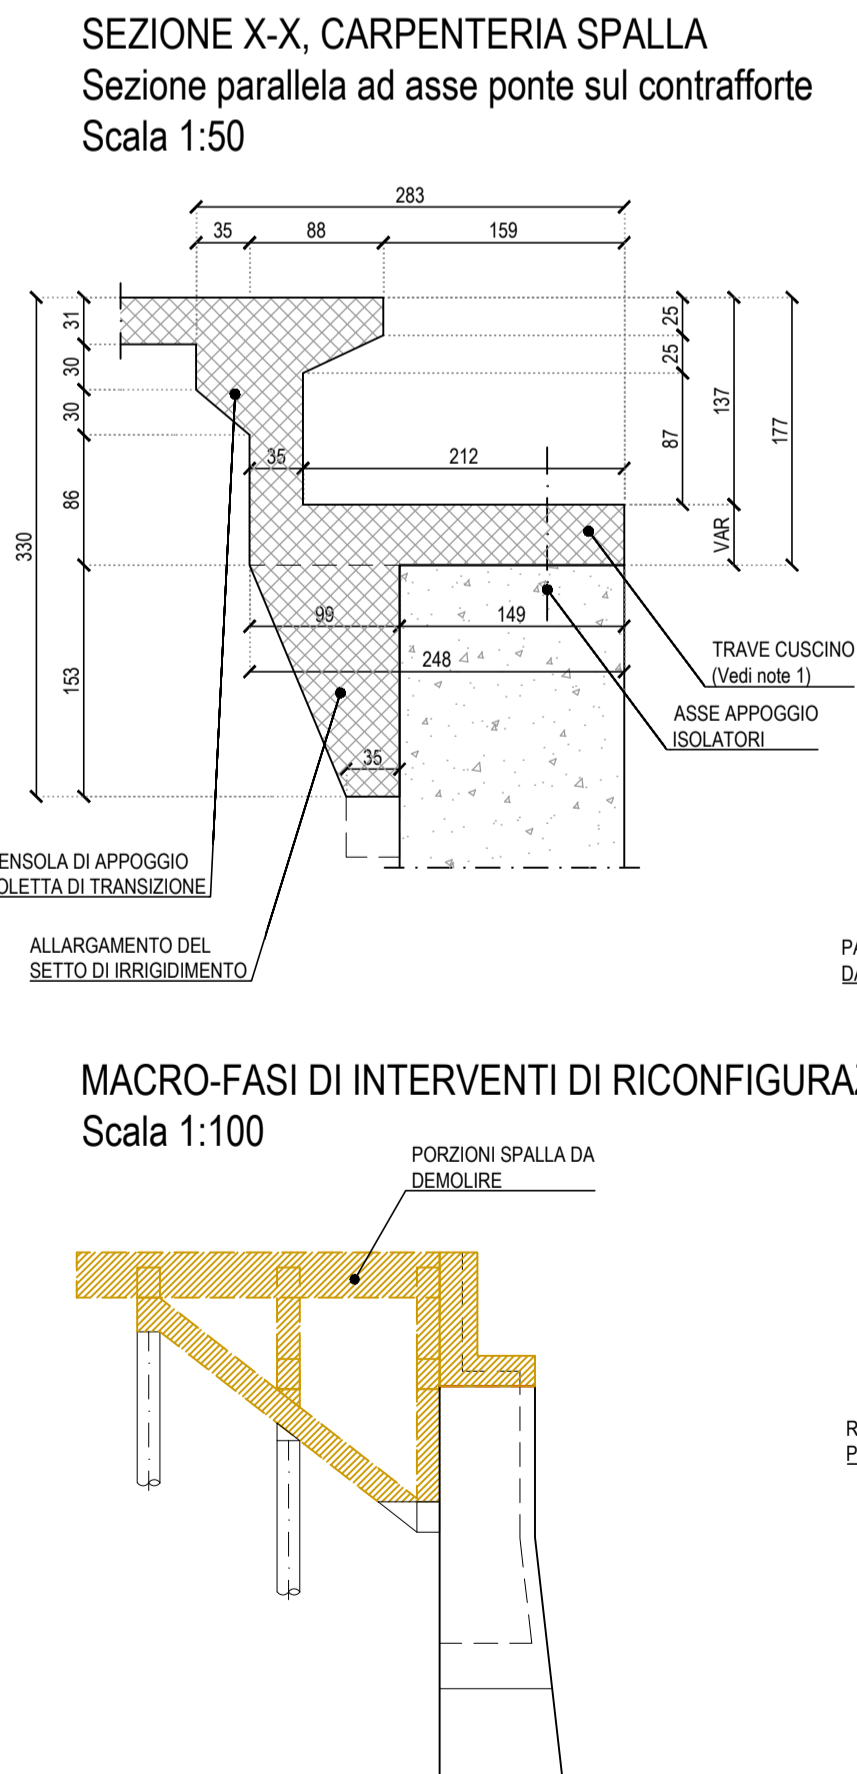 SEZIONE X-X, CARPENTERIA SPALLA
Sezione parallela ad asse ponte sul contrafforte
Scala 1:50
283
35 88 159
31
30
30
86
153
330
25
25
87
137
VAR
177
35 212
99 149
248
35
TRAVE CUSCINO
(Vedi note 1)
ASSE APPOGGIO
ISOLATORI
ENSOLA DI APPOGGIO
OLETTA DI TRANSIZIONE
ALLARGAMENTO DEL
SETTO DI IRRIGIDIMENTO
PA
DA
MACRO-FASI DI INTERVENTI DI RICONFIGURAZ
Scala 1:100
PORZIONI SPALLA DA
DEMOLIRE
R
P